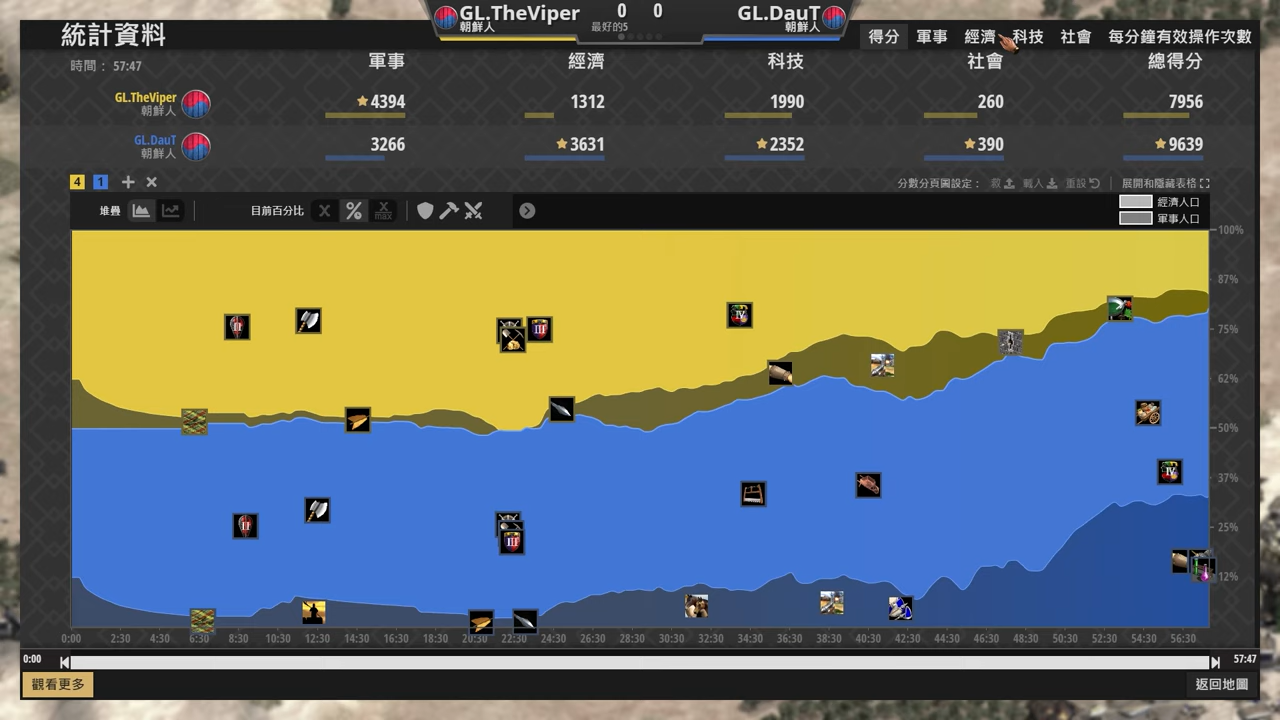 GL.TheViper 0 0 GL.DauT
朝鮮人 最好的5 朝鮮人
統計資料
得分 軍事 經濟 科技 社會 每分鐘有效操作次數
時間： 57:47
軍事 經濟 科技 社會 總得分
GL.TheViper
朝鮮人
4394 1312 1990 260 7956
GL.DauT
朝鮮人
3266 3631 2352 390 9639
4 1
分數分頁圖設定： 載入 重設 展開和隱藏表格
堆疊 目前百分比 X % X max
經濟人口
軍事人口
100%
87%
75%
62%
50%
37%
25%
12%
0:00 2:30 4:30 6:30 8:30 10:30 12:30 14:30 16:30 18:30 20:30 22:30 24:30 26:30 28:30 30:30 32:30 34:30 36:30 38:30 40:30 42:30 44:30 46:30 48:30 50:30 52:30 54:30 56:30
0:00 57:47
觀看更多 返回地圖